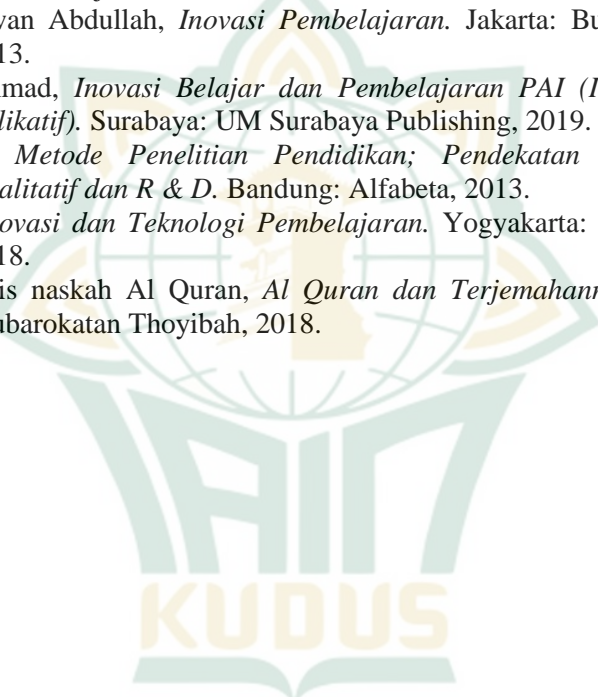 yan Abdullah, Inovasi Pembelajaran. Jakarta: Bu
13.
mad, Inovasi Belajar dan Pembelajaran PAI (I
likatif). Surabaya: UM Surabaya Publishing, 2019.
Metode Penelitian Pendidikan; Pendekatan
alitatif dan R & D. Bandung: Alfabeta, 2013.
ovasi dan Teknologi Pembelajaran. Yogyakarta:
18.
is naskah Al Quran, Al Quran dan Terjemahann
ubarokatan Thoyibah, 2018.
IAIN
KUDUS